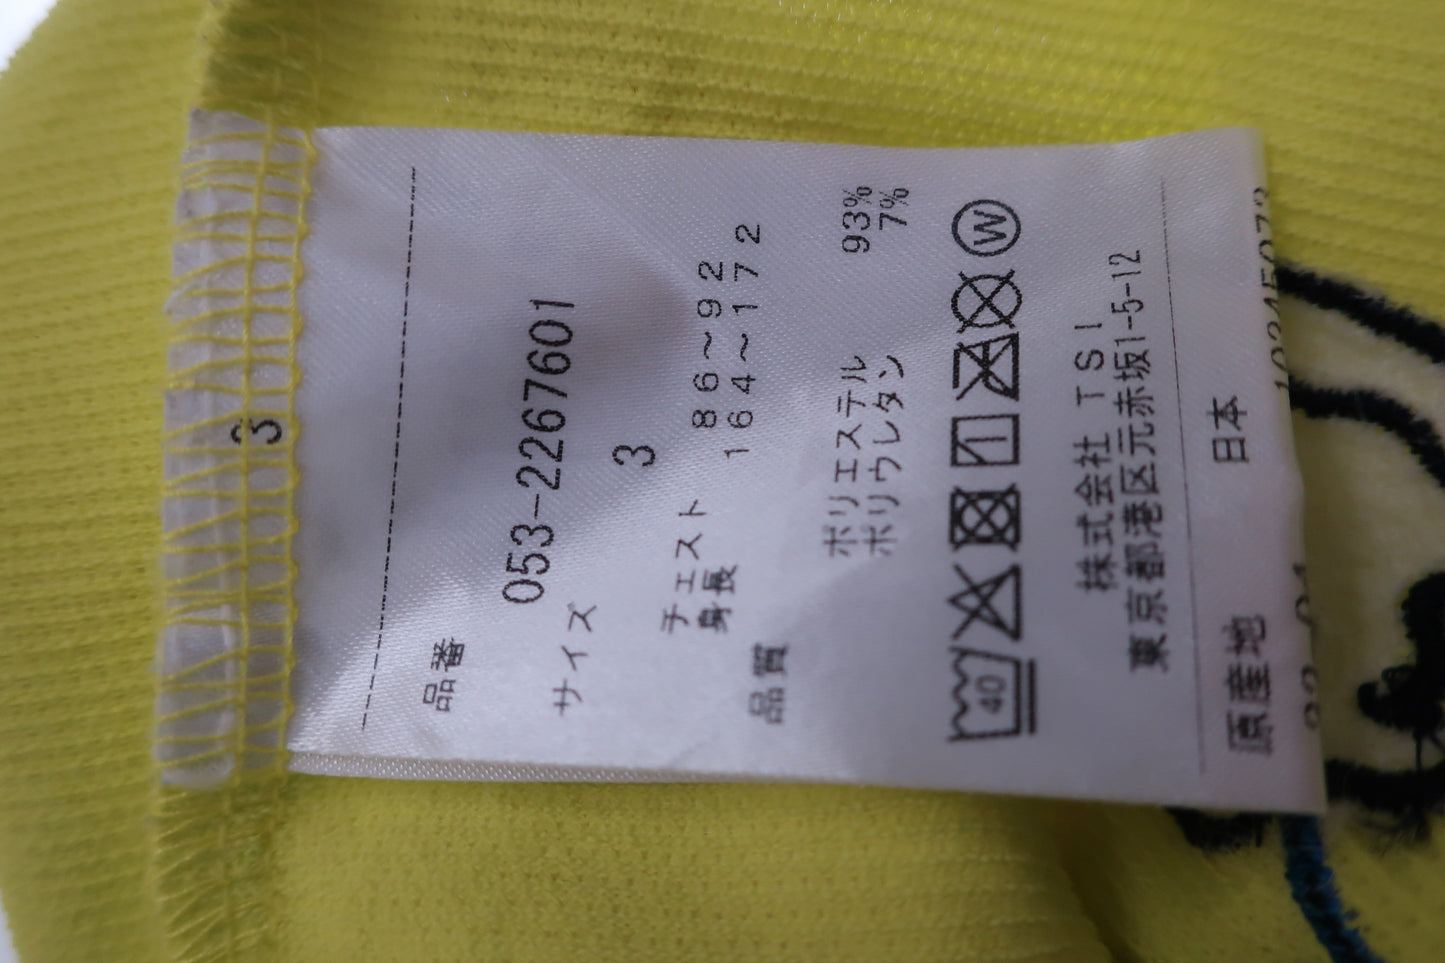 3
品番
053-2267601
サイズ
3
チェスト 86～92
身長 164～172
品質
ポリエステル 93%
ポリウレタン 7%
40
W
株式会社 TSI
東京都港区元赤坂1-5-12
原産地 日本